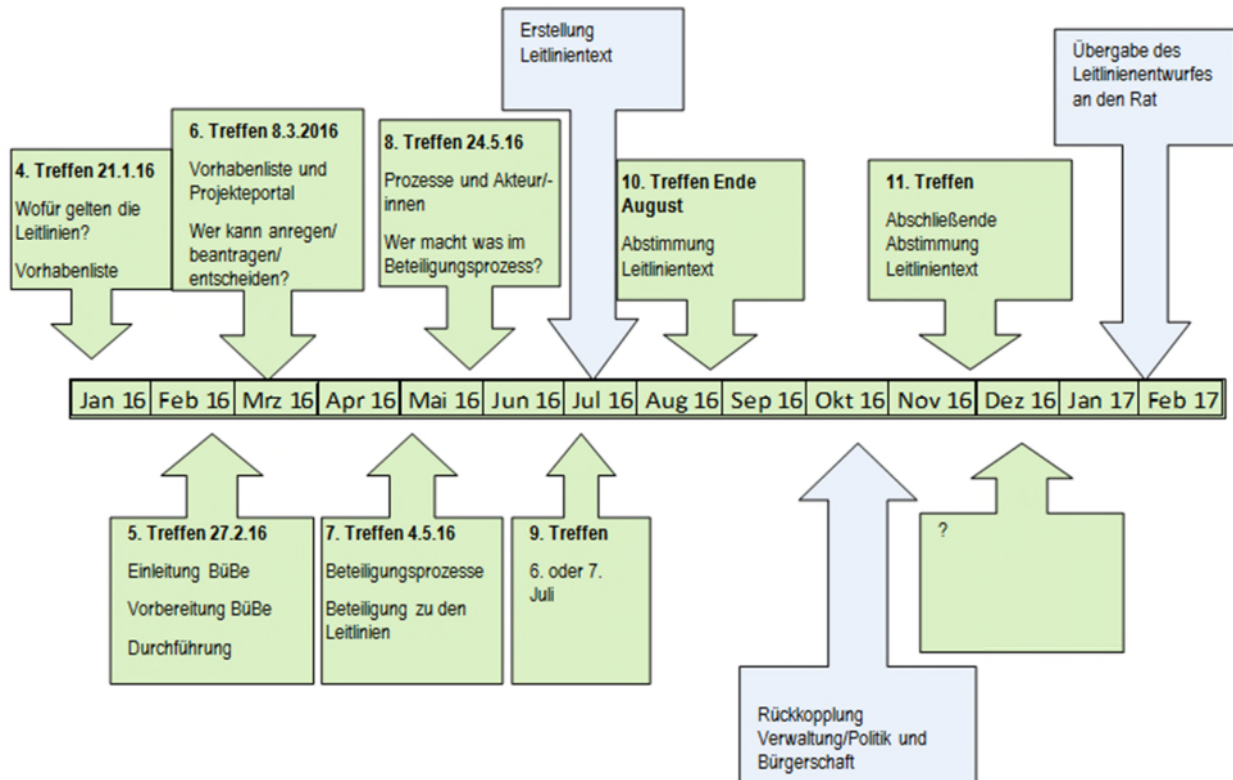 Erstellung
Leitlinientext
Übergabe des
Leitlinienentwurfes
an den Rat
4. Treffen 21.1.16
Wofür gelten die
Leitlinien?
Vorhabenliste
6. Treffen 8.3.2016
Vorhabenliste und
Projekteportal
Wer kann anregen/
beantragen/
entscheiden?
8. Treffen 24.5.16
Prozesse und Akteur/-
innen
Wer macht was im
Beteiligungsprozess?
10. Treffen Ende
August
Abstimmung
Leitlinientext
11. Treffen
Abschließende
Abstimmung
Leitlinientext
Jan 16 Feb 16 Mrz 16 Apr 16 Mai 16 Jun 16 Jul 16 Aug 16 Sep 16 Okt 16 Nov 16 Dez 16 Jan 17 Feb 17
5. Treffen 27.2.16
Einleitung BüBe
Vorbereitung BüBe
Durchführung
7. Treffen 4.5.16
Beteiligungsprozesse
Beteiligung zu den
Leitlinien
9. Treffen
6. oder 7.
Juli
Rückkopplung
Verwaltung/Politik und
Bürgerschaft
?